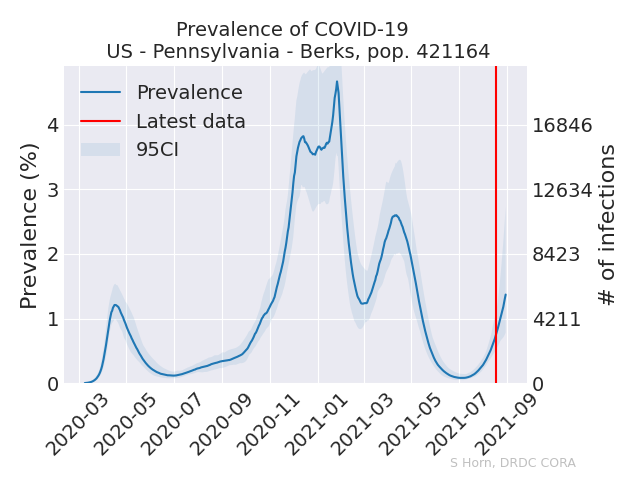 Prevalence of COVID-19
US - Pennsylvania - Berks, pop. 421164
Prevalence
Latest data
95CI
Prevalence (%)
4
3
2
1
0
16846
12634
8423
4211
0
# of infections
2020-03
2020-05
2020-07
2020-09
2020-11
2021-01
2021-03
2021-05
2021-07
2021-09
S Horn, DRDC CORA